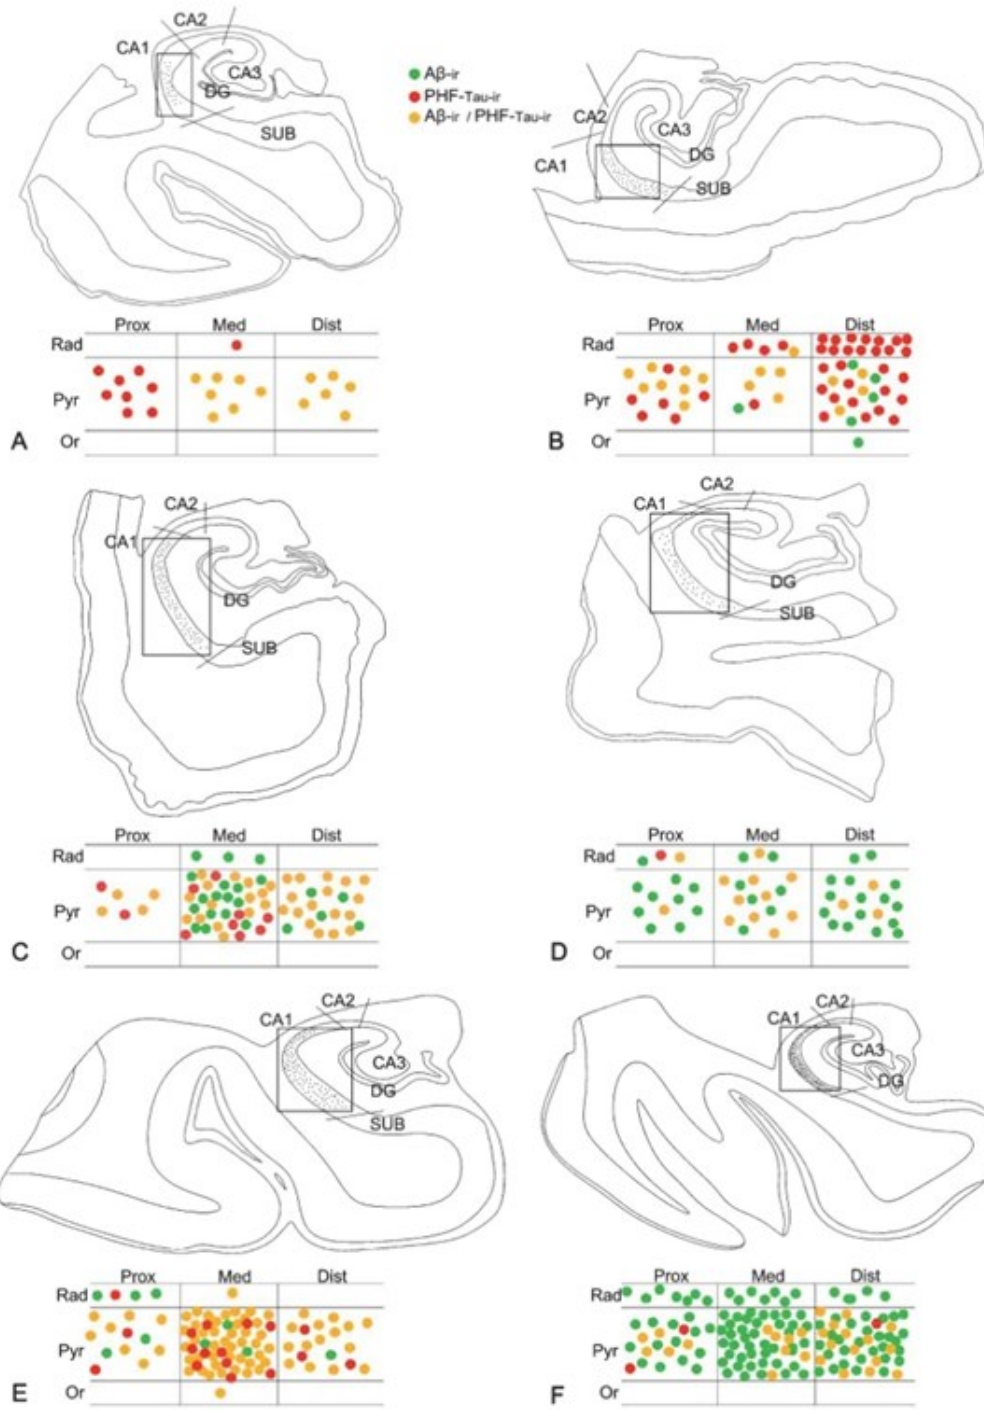 CA2
CA1
CA3
DG
SUB
Aβ-ir
PHF-Tau-ir
Aβ-ir / PHF-Tau-ir
CA2
CA3
CA1
DG
SUB
Prox Med Dist
Rad
Pyr
Or
A
Prox Med Dist
Rad
Pyr
Or
B
CA2
CA1
DG
SUB
CA2
CA1
DG
SUB
Prox Med Dist
Rad
Pyr
Or
C
Prox Med Dist
Rad
Pyr
Or
D
CA2
CA1
CA3
DG
SUB
CA2
CA1
CA3
DG
Prox Med Dist
Rad
Pyr
Or
E
Prox Med Dist
Rad
Pyr
Or
F